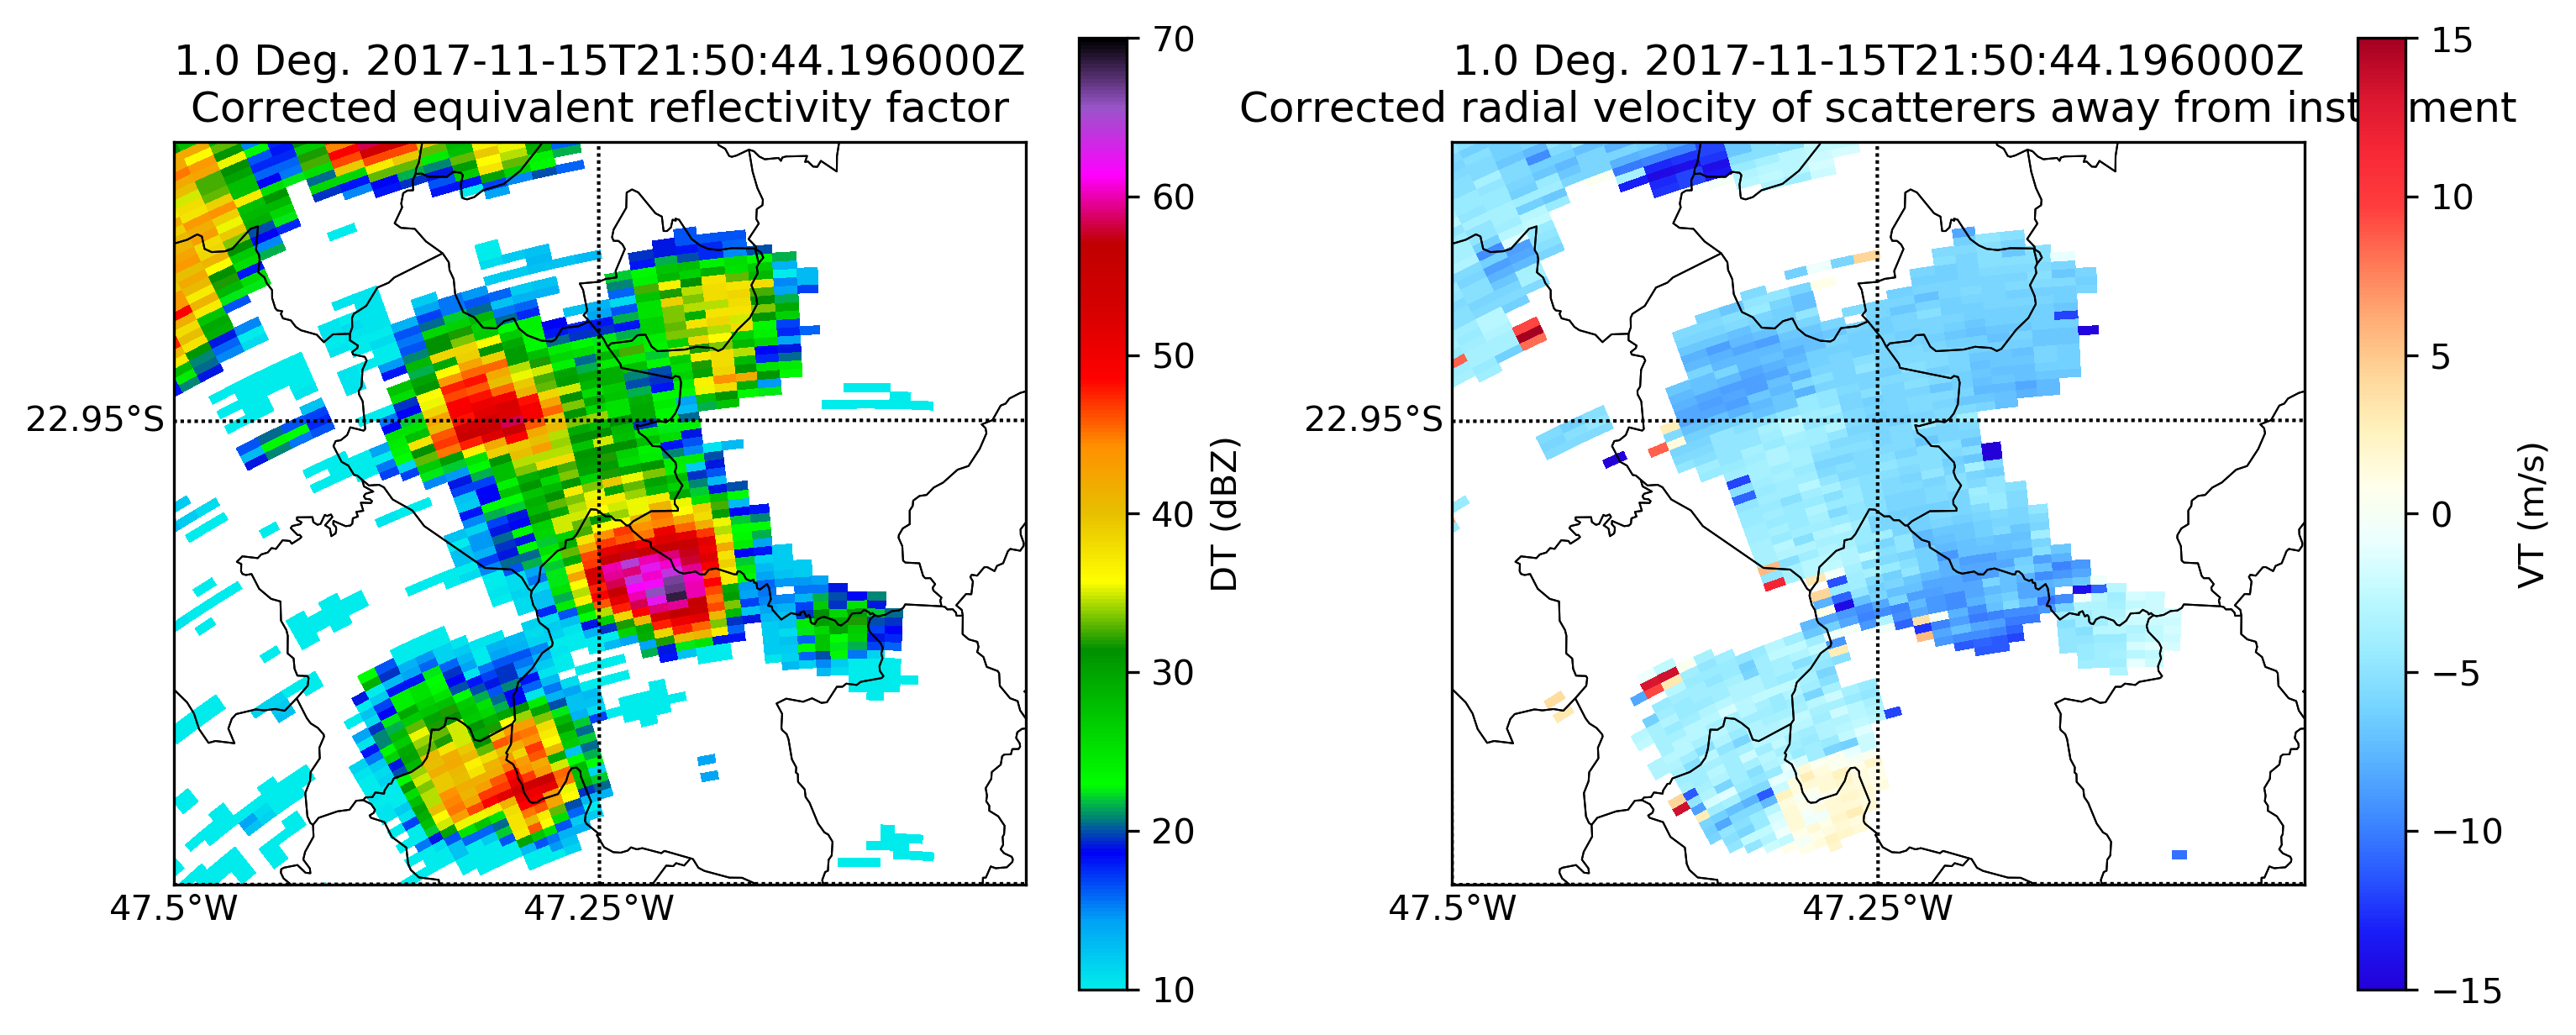 1.0 Deg. 2017-11-15T21:50:44.196000Z
Corrected equivalent reflectivity factor
22.95°S
47.5°W
47.25°W
70
60
50
40
30
20
10
DT (dBZ)
1.0 Deg. 2017-11-15T21:50:44.196000Z
Corrected radial velocity of scatterers away from inst ment
22.95°S
47.5°W
47.25°W
15
10
5
0
−5
−10
−15
VT (m/s)